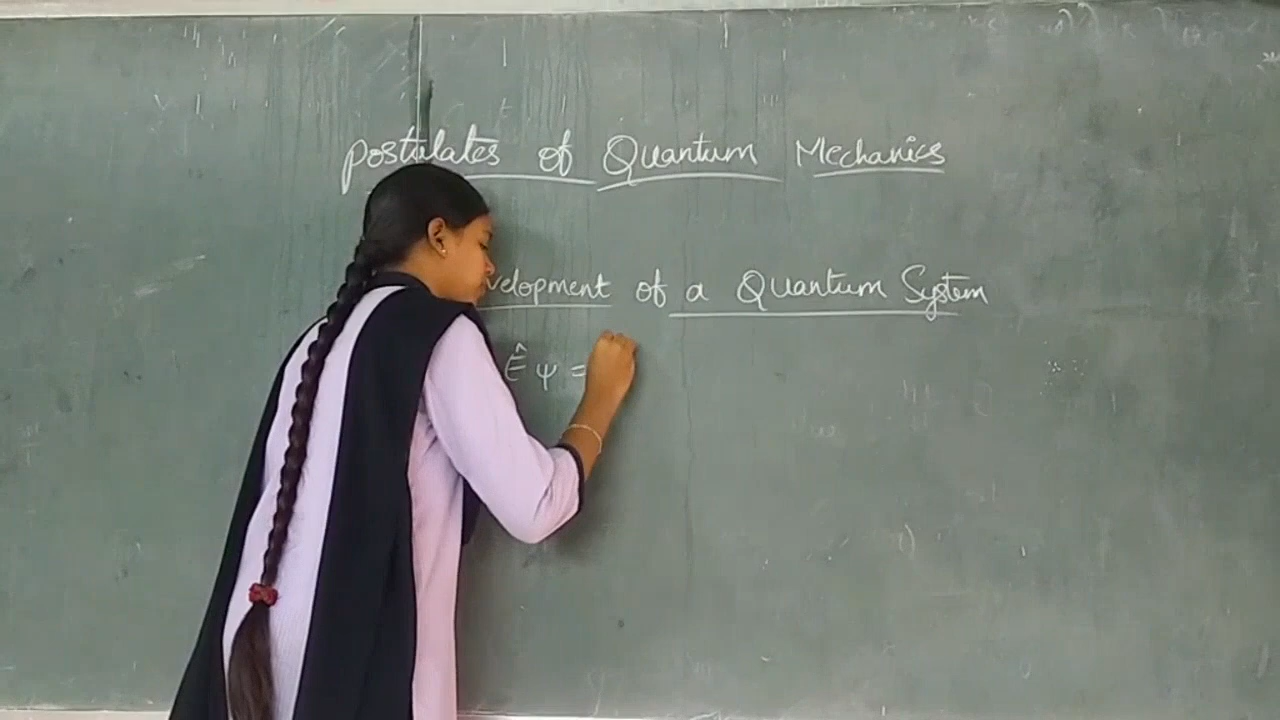 Postulates of Quantum Mechanics
velopment of a Quantum System
Ê ψ =